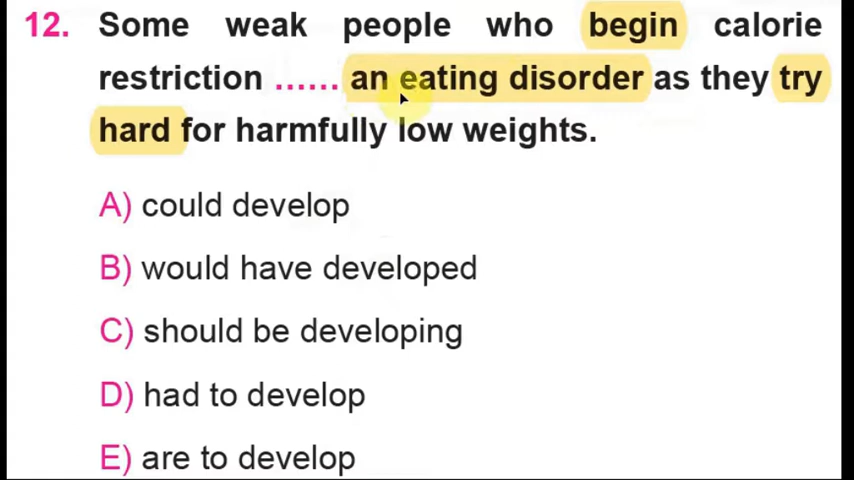 12. Some weak people who begin calorie
restriction ...... an eating disorder as they try
hard for harmfully low weights.
A) could develop
B) would have developed
C) should be developing
D) had to develop
E) are to develop